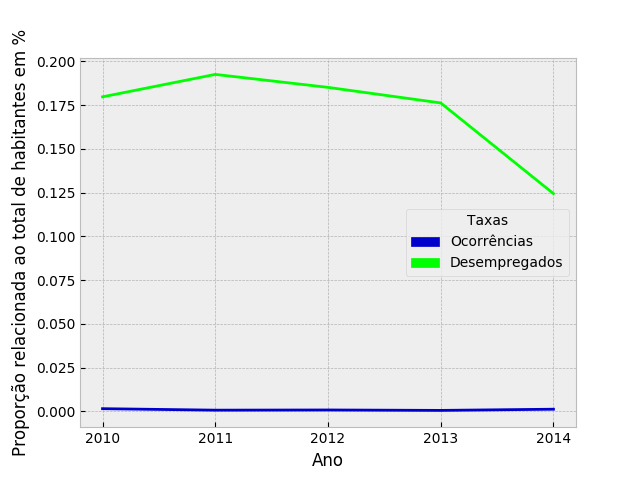 Proporção relacionada ao total de habitantes em %
0.200
0.175
0.150
0.125
0.100
0.075
0.050
0.025
0.000
Taxas
Ocorrências
Desempregados
2010 2011 2012 2013 2014
Ano